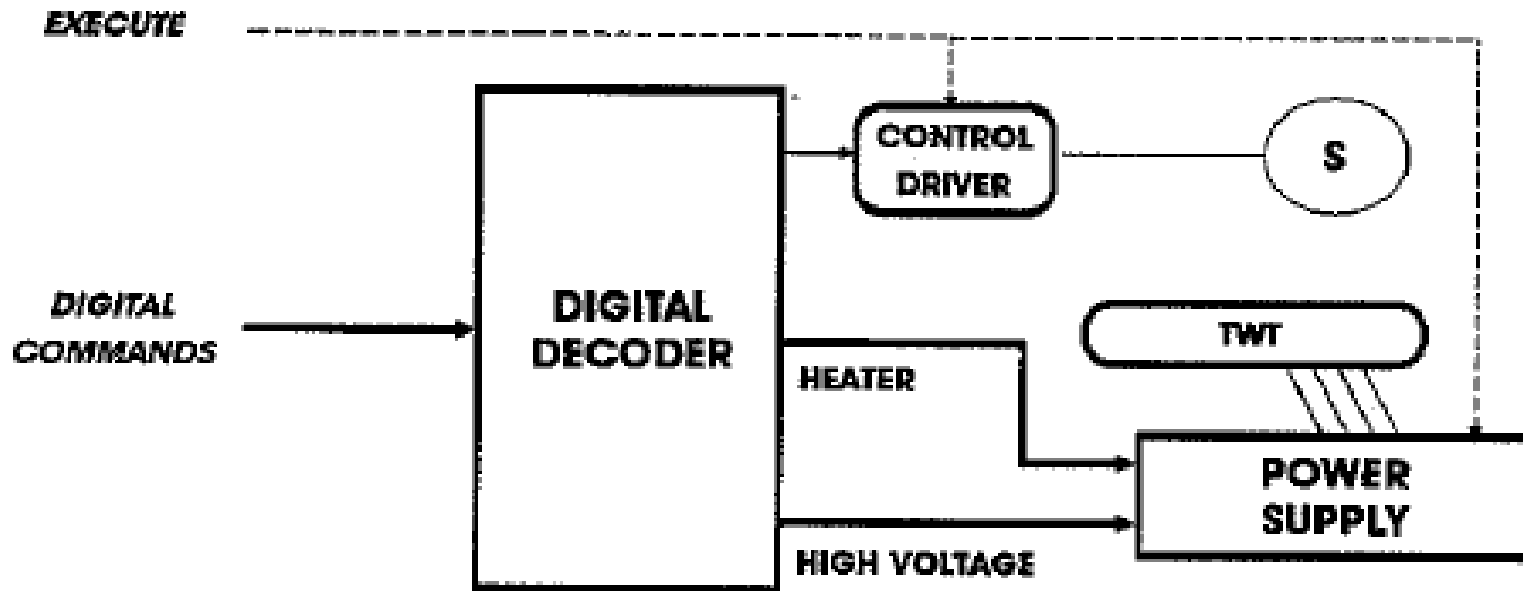 EXECUTE
CONTROL
DRIVER
S
DIGITAL
COMMANDS
DIGITAL
DECODER
HEATER
TWT
POWER
SUPPLY
HIGH VOLTAGE